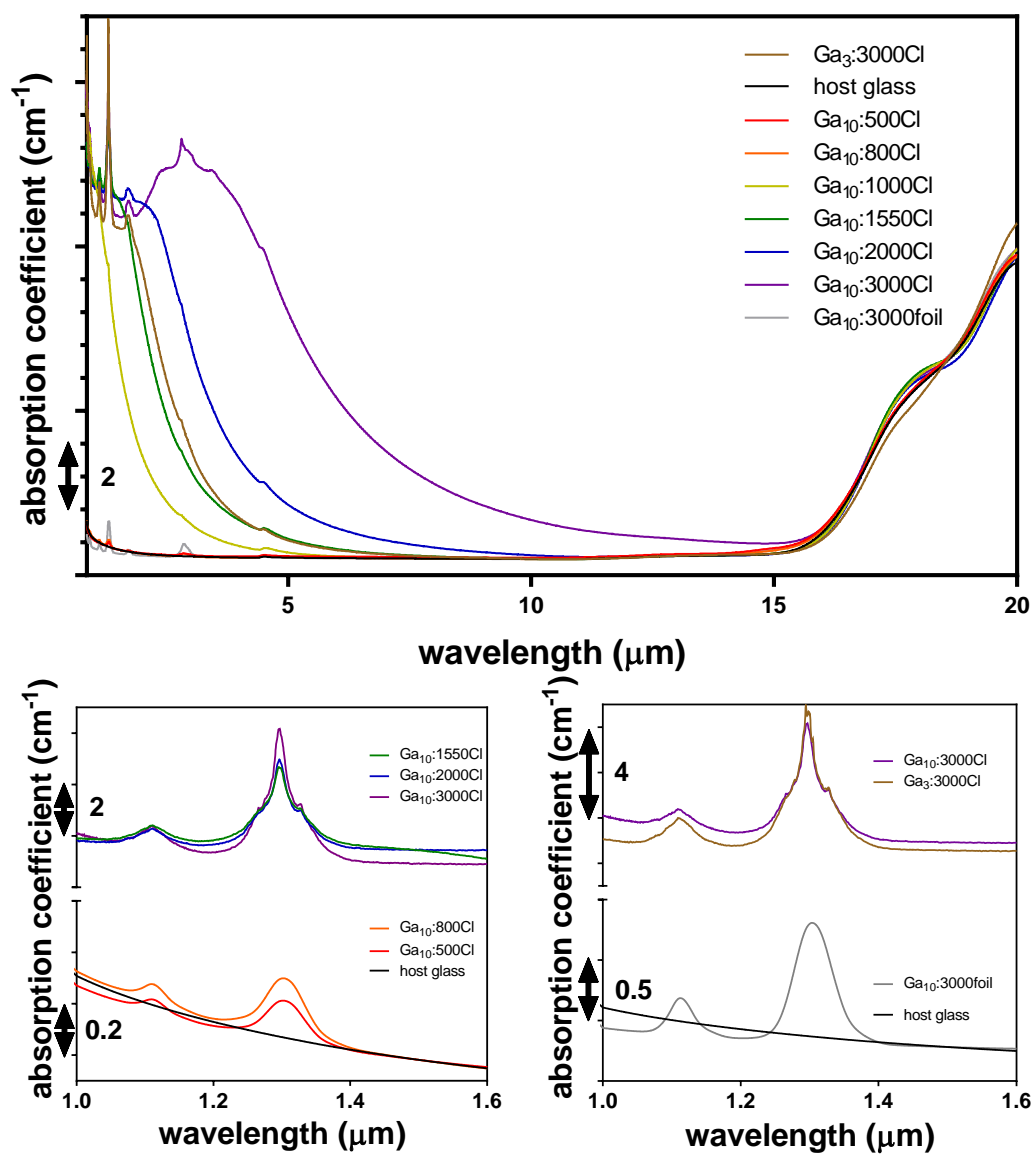 absorption coefficient (cm⁻¹)
2
Ga₃:3000Cl
host glass
Ga₁₀:500Cl
Ga₁₀:800Cl
Ga₁₀:1000Cl
Ga₁₀:1550Cl
Ga₁₀:2000Cl
Ga₁₀:3000Cl
Ga₁₀:3000foil
5 10 15 20
wavelength (μm)
absorption coefficient (cm⁻¹)
2
Ga₁₀:1550Cl
Ga₁₀:2000Cl
Ga₁₀:3000Cl
0.2
Ga₁₀:800Cl
Ga₁₀:500Cl
host glass
1.0 1.2 1.4 1.6
wavelength (μm)
absorption coefficient (cm⁻¹)
4
Ga₁₀:3000Cl
Ga₃:3000Cl
0.5
Ga₁₀:3000foil
host glass
1.0 1.2 1.4 1.6
wavelength (μm)